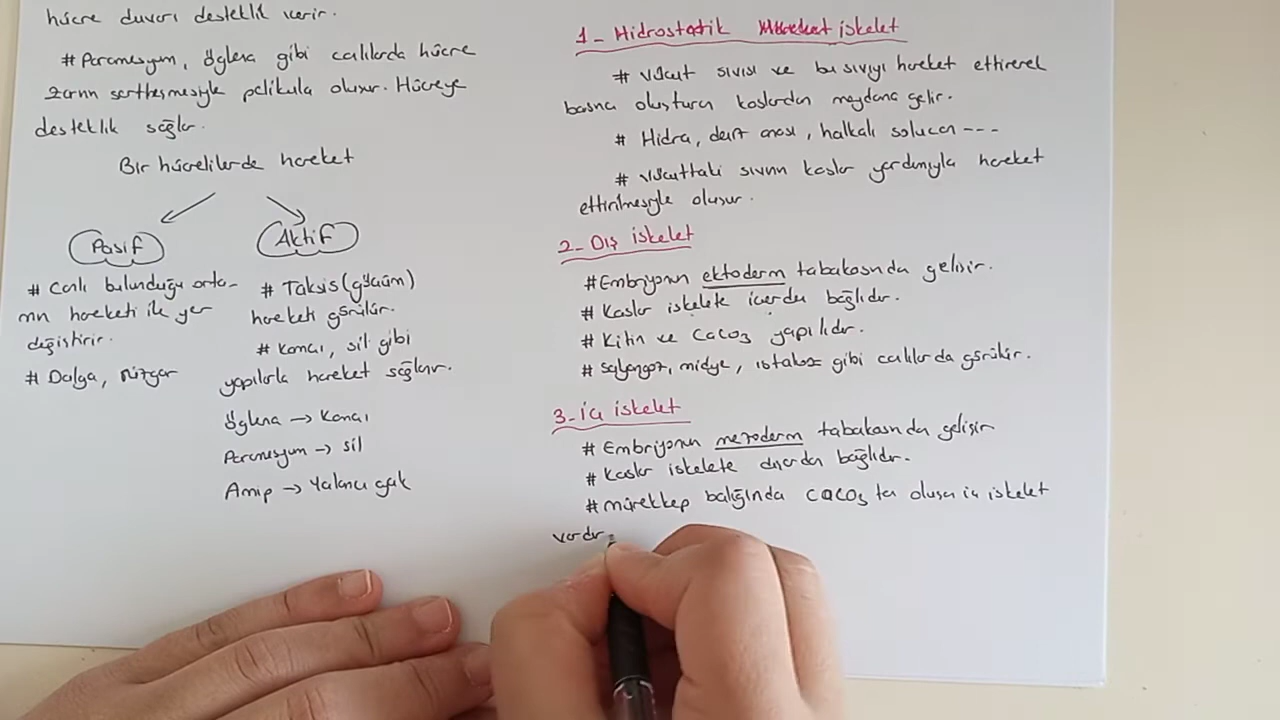 hücre duvarı desteklik verir.
# Paramesyum, öglena gibi canlılarda hücre
zarının sertleşmesiyle pelikula oluşur. Hücreye
desteklik sağlar.
Bir hücrelilerde hareket
Pasif
# Canlı bulunduğu orta-
mın hareketi ile yer
değiştirir.
# Dalga, rüzgar
Aktif
# Taksis (göçüm)
hareketi görülür.
# Kamçı, sil gibi
yapılarla hareket sağlanır.
Öglena → Kamçı
Paramesyum → sil
Amip → Yalancı ayak
1- Hidrostatik iskelet
# Vücut sıvısı ve bu sıvıyı hareket ettirerek
basınç oluşturan kaslardan meydana gelir.
# Hidra, deniz anası, halkalı solucan ---
# Vücuttaki sıvının kaslar yardımıyla hareket
ettirilmesiyle oluşur.
2- Dış iskelet
# Embriyonun ektoderm tabakasından gelişir.
# Kaslar iskelete içerden bağlıdır.
# Kitin ve CaCO3 yapılıdır.
# Salyangoz, midye, ıstakoz gibi canlılarda görülür.
3- İç iskelet
# Embriyonun mezoderm tabakasından gelişir
# Kaslar iskelete dışardan bağlıdır.
# mürekkep balığında CaCO3 tan oluşan iç iskelet
vardır.